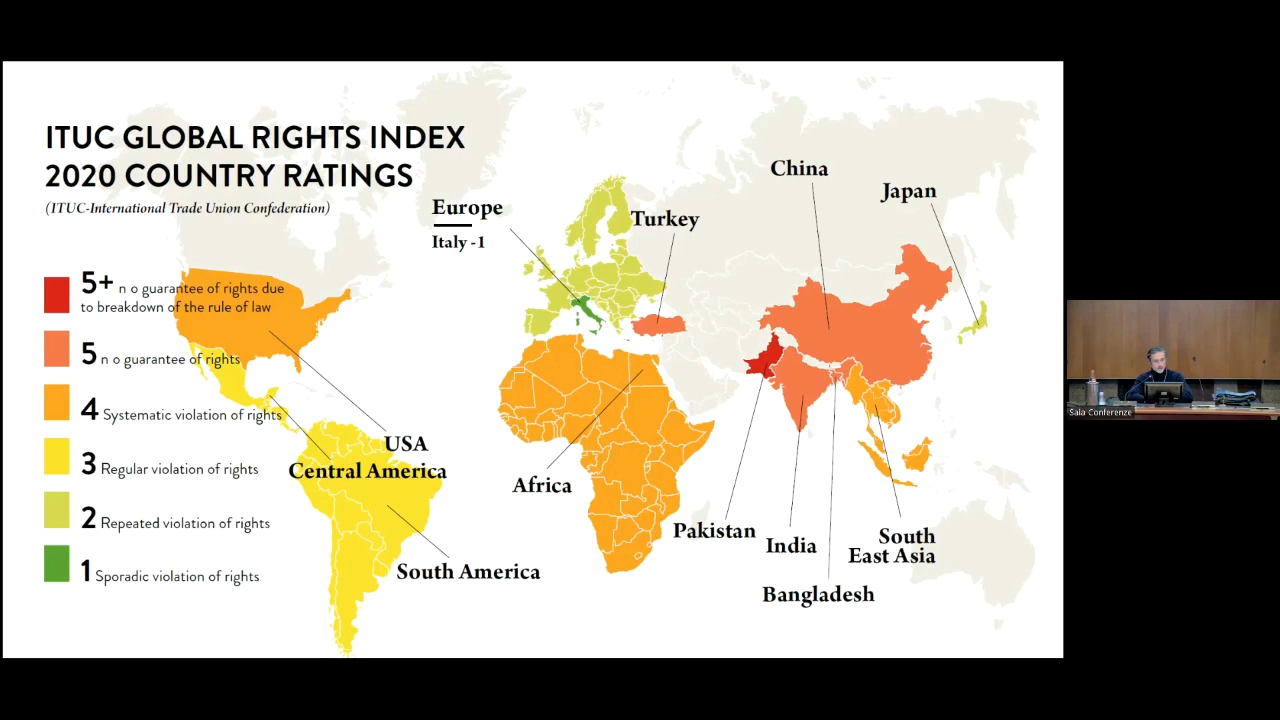 ITUC GLOBAL RIGHTS INDEX
2020 COUNTRY RATINGS
(ITUC-International Trade Union Confederation)
5+ n o guarantee of rights due
to breakdown of the rule of law
5 n o guarantee of rights
4 Systematic violation of rights
3 Regular violation of rights
2 Repeated violation of rights
1 Sporadic violation of rights
Europe
Italy -1
Turkey
China
Japan
USA
Central America
South America
Africa
Pakistan
India
Bangladesh
South
East Asia
Sala Conferenze